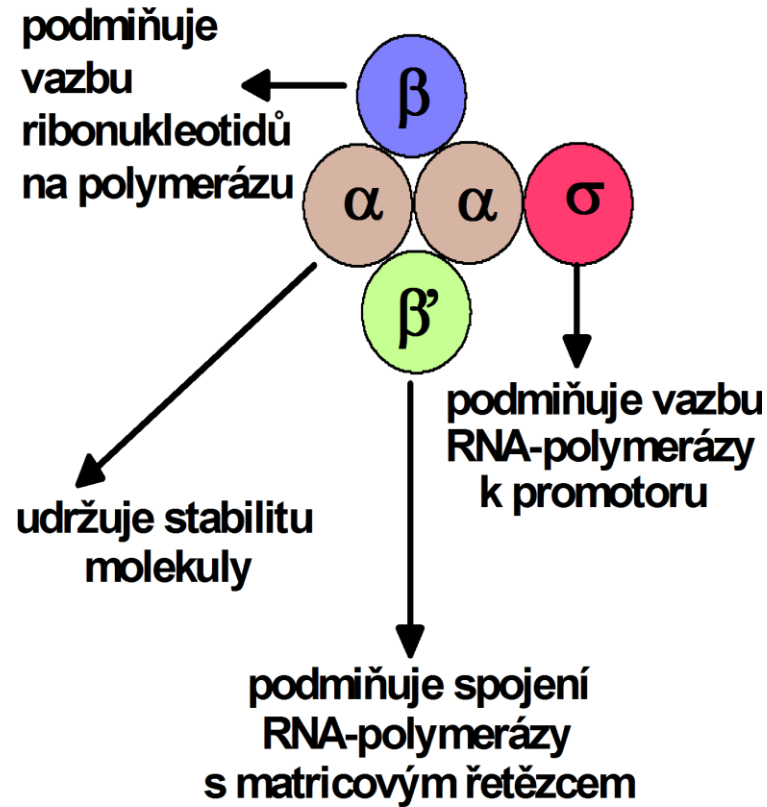 podmiňuje
vazbu
ribonukleotidů
na polymerázu
β
α α σ
β’
podmiňuje vazbu
RNA-polymerázy
k promotoru
udržuje stabilitu
molekuly
podmiňuje spojení
RNA-polymerázy
s matricovým řetězcem